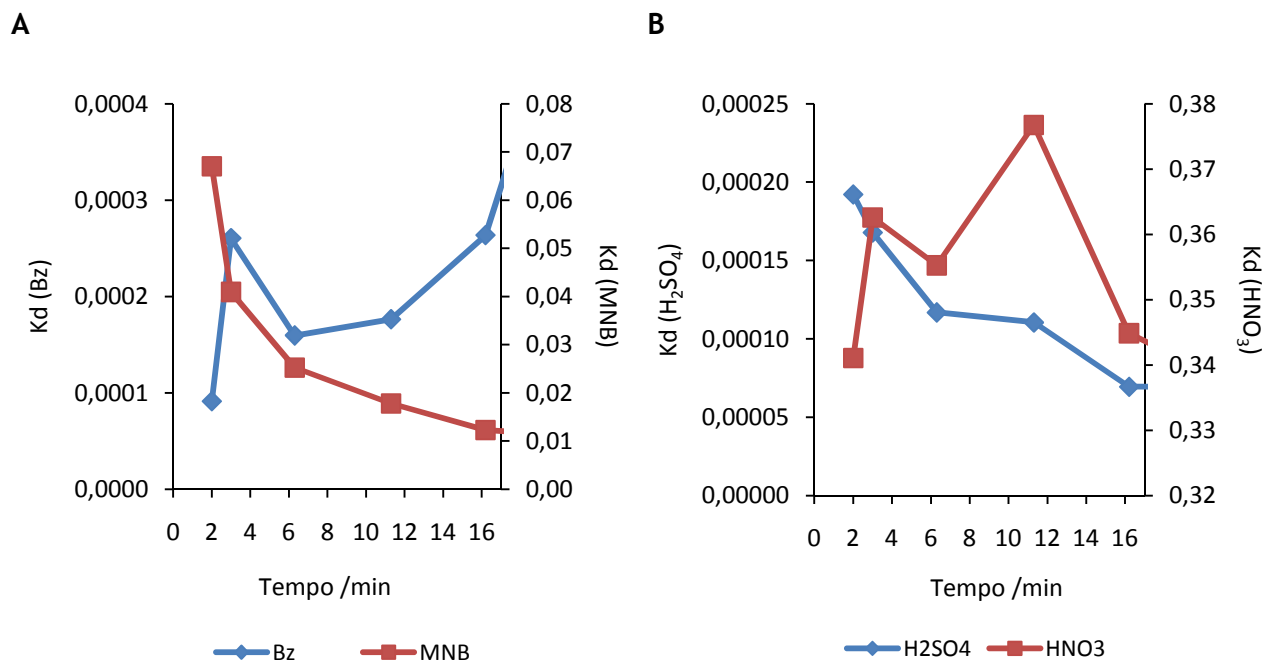 A
0,0004
0,0003
0,0002
0,0001
0,0000
Kd (Bz)
0,08
0,07
0,06
0,05
0,04
0,03
0,02
0,01
0,00
Kd (MNB)
0 2 4 6 8 10 12 14 16
Tempo /min
Bz MNB
B
0,00025
0,00020
0,00015
0,00010
0,00005
0,00000
Kd (H₂SO₄)
0,38
0,37
0,36
0,35
0,34
0,33
0,32
Kd (HNO₃)
0 2 4 6 8 10 12 14 16
Tempo /min
H2SO4 HNO3